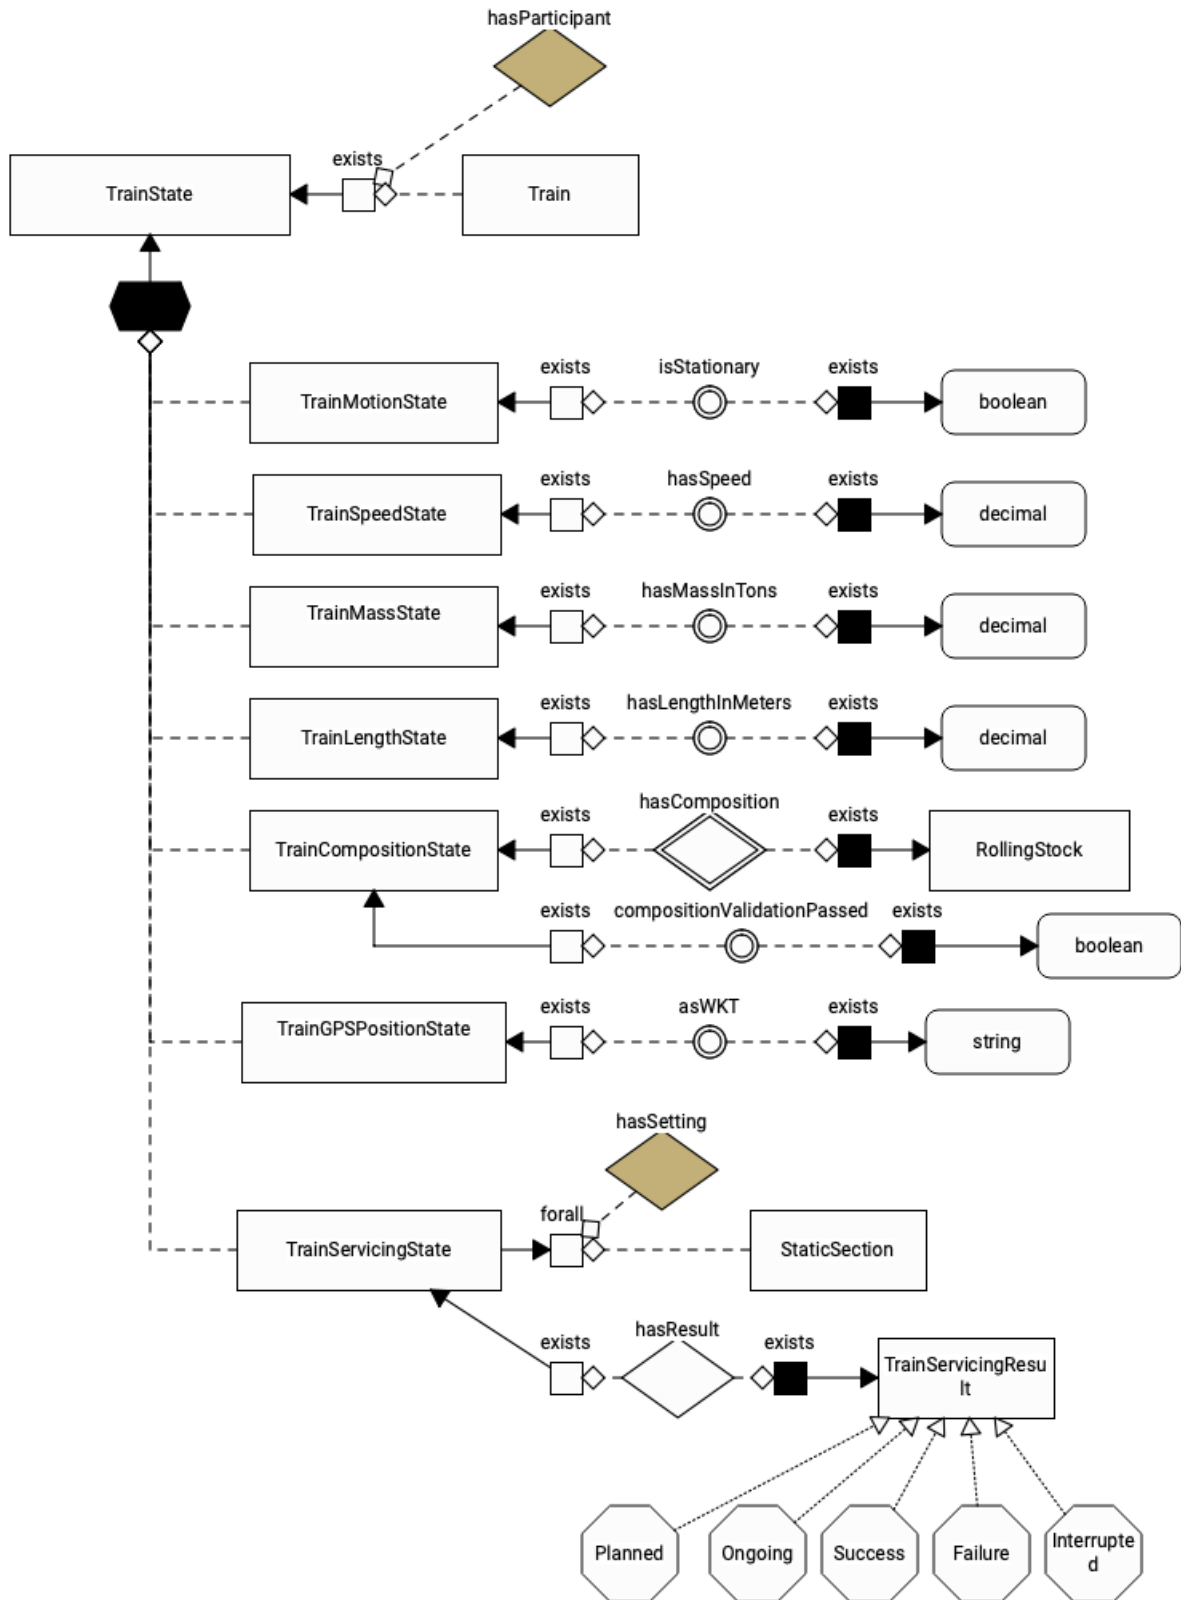 hasParticipant
exists
TrainState
Train
exists
isStationary
exists
TrainMotionState
boolean
exists
hasSpeed
exists
TrainSpeedState
decimal
exists
hasMassInTons
exists
TrainMassState
decimal
exists
hasLengthInMeters
exists
TrainLengthState
decimal
exists
hasComposition
exists
TrainCompositionState
RollingStock
exists
compositionValidationPassed
exists
boolean
exists
asWKT
exists
TrainGPSPositionState
string
hasSetting
forall
TrainServicingState
StaticSection
exists
hasResult
exists
TrainServicingResu
lt
Planned
Ongoing
Success
Failure
Interrupte
d